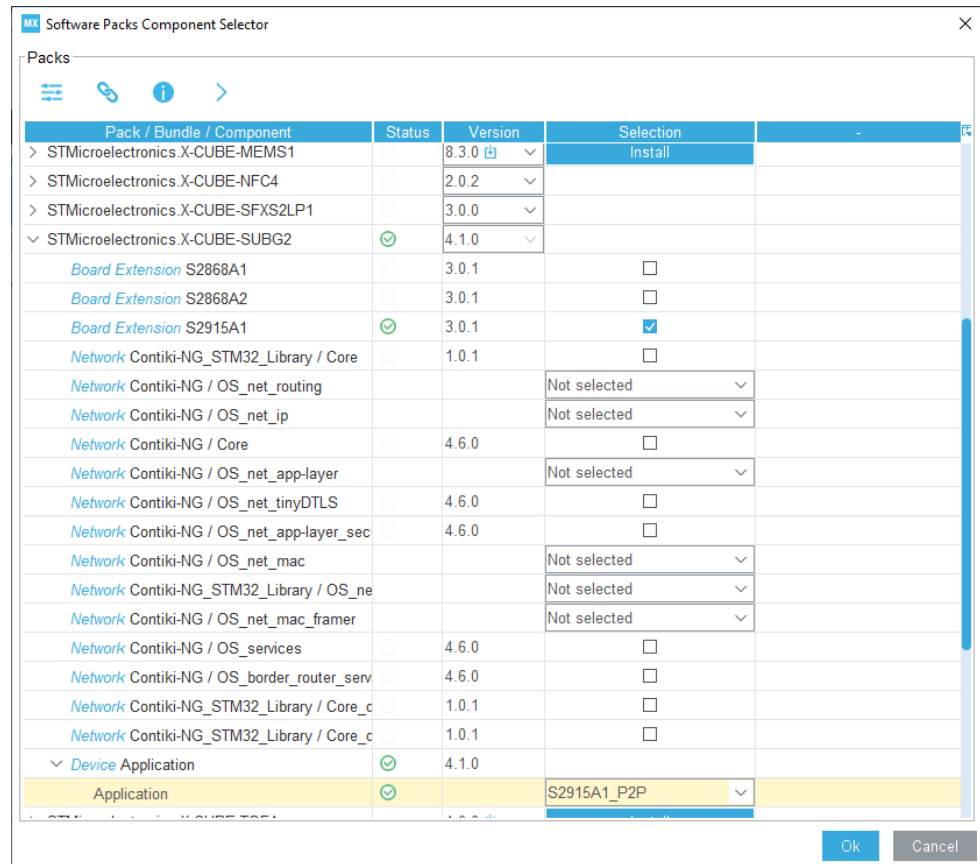 MX Software Packs Component Selector
Packs
Pack / Bundle / Component Status Version Selection -
STMicroelectronics.X-CUBE-MEMS1 8.3.0 Install
STMicroelectronics.X-CUBE-NFC4 2.0.2
STMicroelectronics.X-CUBE-SFXS2LP1 3.0.0
STMicroelectronics.X-CUBE-SUBG2 4.1.0
Board Extension S2868A1 3.0.1
Board Extension S2868A2 3.0.1
Board Extension S2915A1 3.0.1
Network Contiki-NG_STM32_Library / Core 1.0.1
Network Contiki-NG / OS_net_routing Not selected
Network Contiki-NG / OS_net_ip Not selected
Network Contiki-NG / Core 4.6.0
Network Contiki-NG / OS_net_app-layer Not selected
Network Contiki-NG / OS_net_tinyDTLS 4.6.0
Network Contiki-NG / OS_net_app-layer_sec 4.6.0
Network Contiki-NG / OS_net_mac Not selected
Network Contiki-NG_STM32_Library / OS_ne Not selected
Network Contiki-NG / OS_net_mac_framer Not selected
Network Contiki-NG / OS_services 4.6.0
Network Contiki-NG / OS_border_router_serv 4.6.0
Network Contiki-NG_STM32_Library / Core_c 1.0.1
Network Contiki-NG_STM32_Library / Core_c 1.0.1
Device Application 4.1.0
Application S2915A1_P2P
Ok Cancel